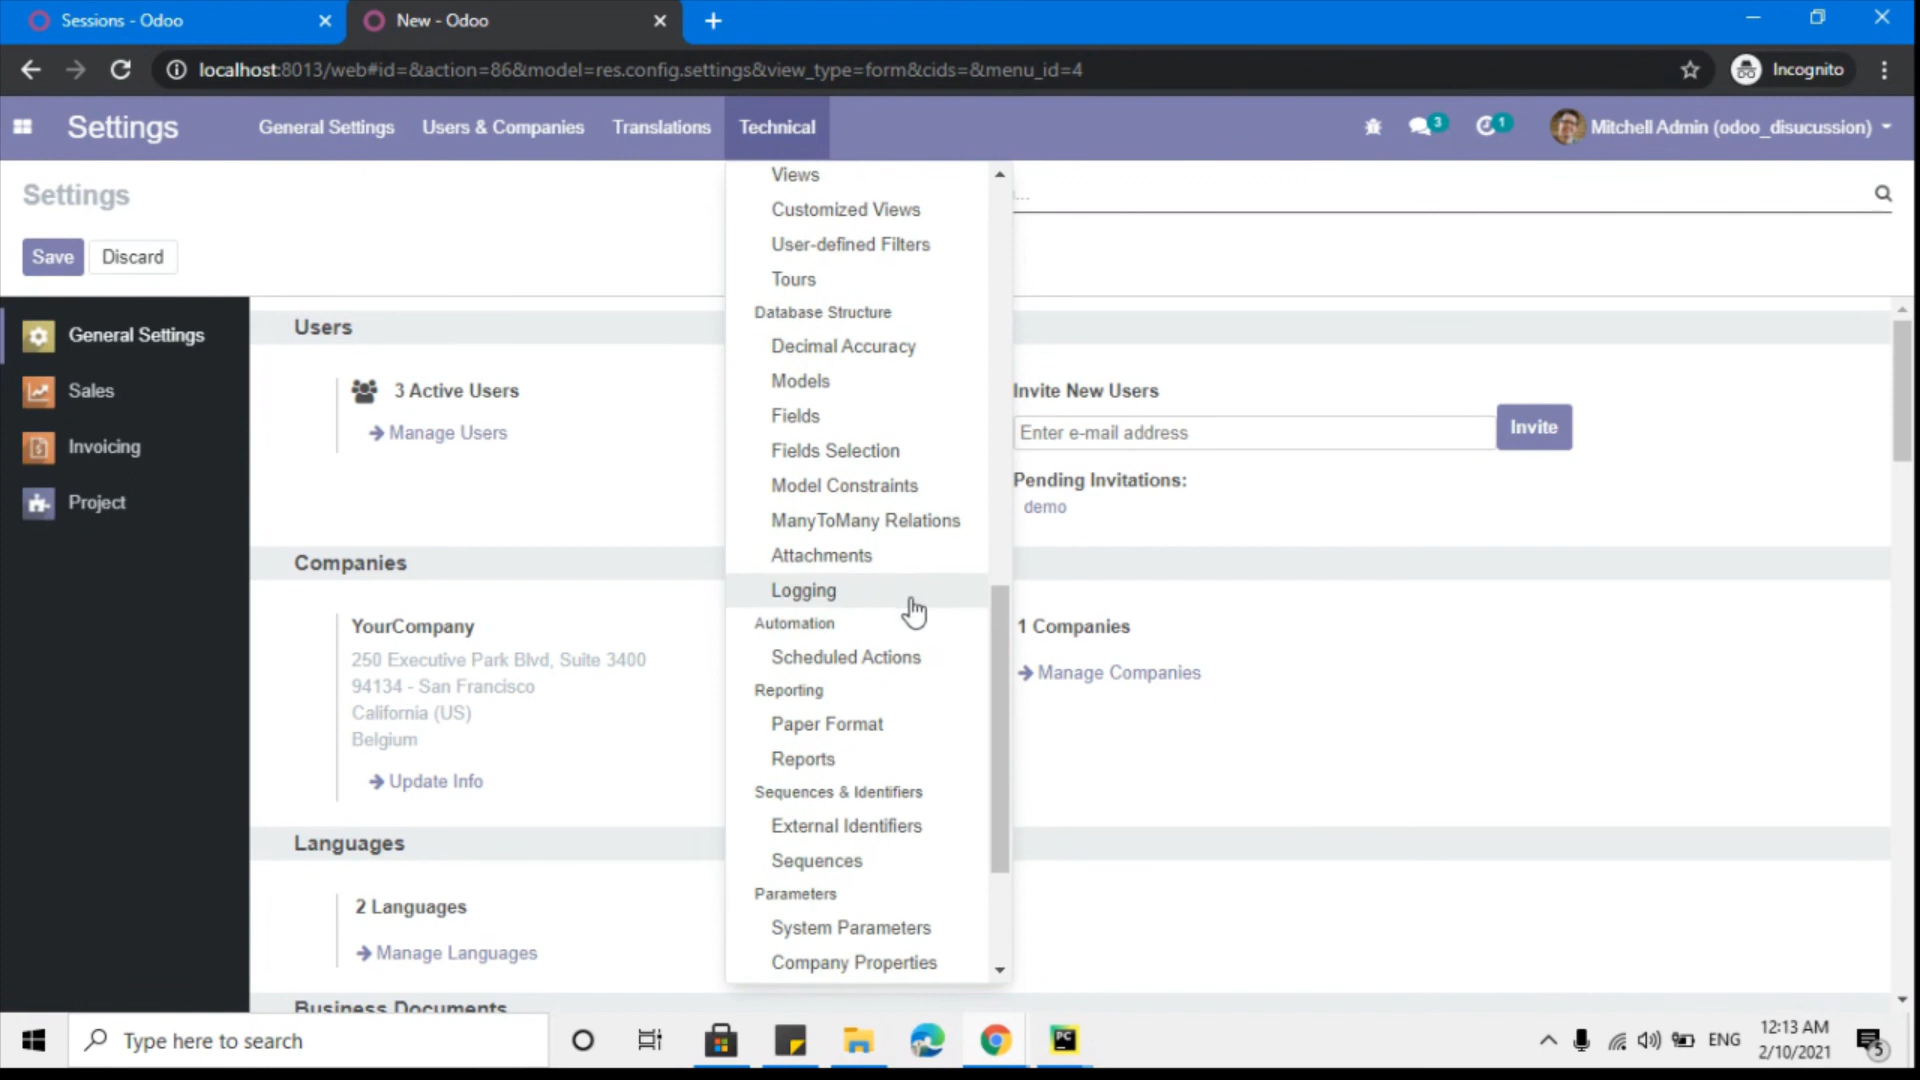 Sessions - Odoo
New - Odoo
localhost:8013/web#id=&action=86&model=res.config.settings&view_type=form&cids=&menu_id=4
Incognito
Settings
General Settings
Users & Companies
Translations
Technical
3
1
Mitchell Admin (odoo_disucussion)
Settings
...
Save
Discard
General Settings
Sales
Invoicing
Project
Users
3 Active Users
Manage Users
Invite New Users
Enter e-mail address
Invite
Pending Invitations:
demo
Companies
YourCompany
250 Executive Park Blvd, Suite 3400
94134 - San Francisco
California (US)
Belgium
Update Info
1 Companies
Manage Companies
Languages
2 Languages
Manage Languages
Business Documents
Views
Customized Views
User-defined Filters
Tours
Database Structure
Decimal Accuracy
Models
Fields
Fields Selection
Model Constraints
ManyToMany Relations
Attachments
Logging
Automation
Scheduled Actions
Reporting
Paper Format
Reports
Sequences & Identifiers
External Identifiers
Sequences
Parameters
System Parameters
Company Properties
Type here to search
PC
ENG
12:13 AM
2/10/2021
5